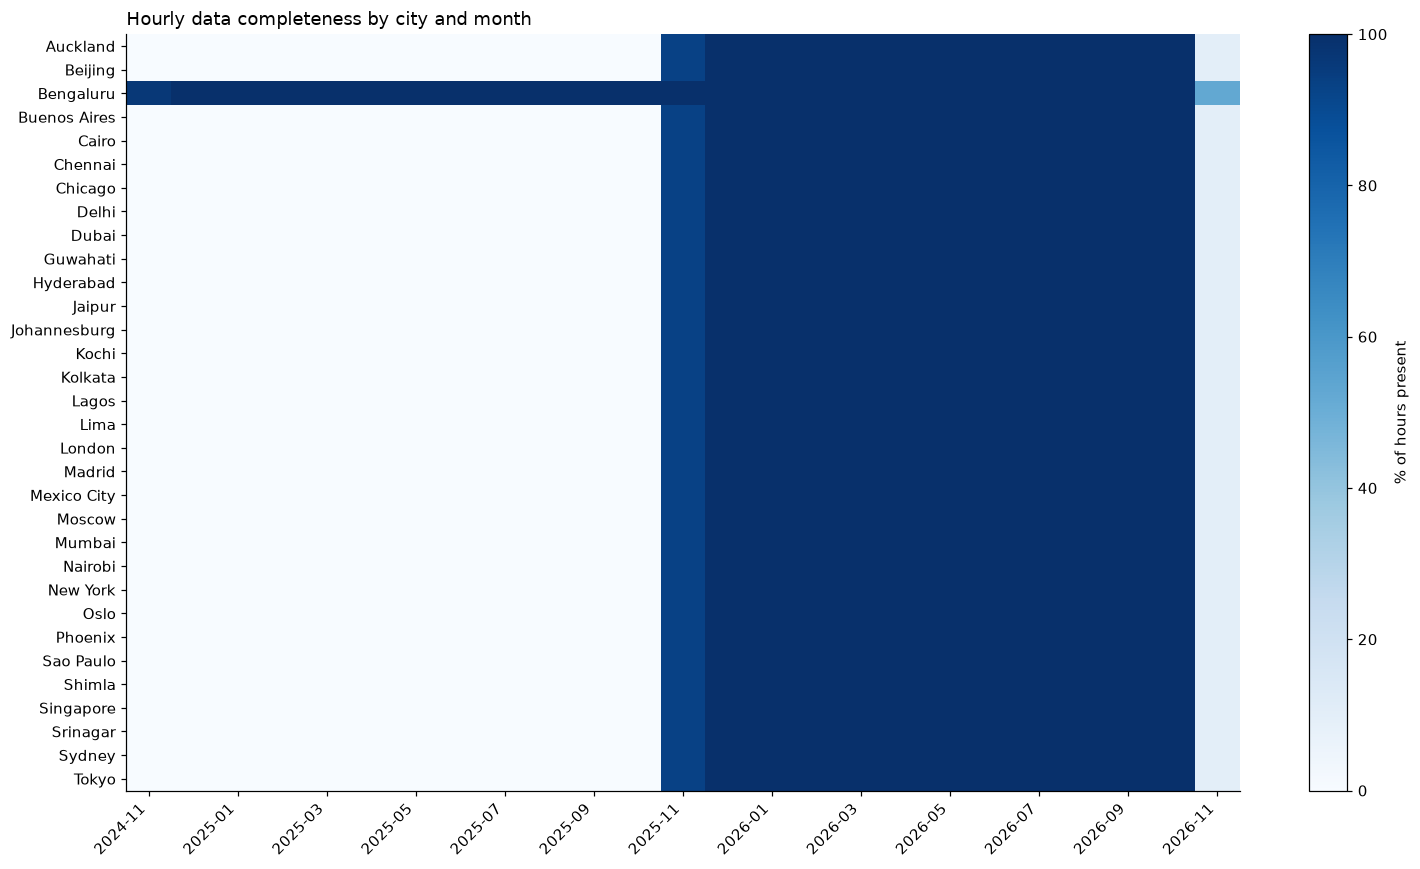 Hourly data completeness by city and month
Auckland
Beijing
Bengaluru
Buenos Aires
Cairo
Chennai
Chicago
Delhi
Dubai
Guwahati
Hyderabad
Jaipur
Johannesburg
Kochi
Kolkata
Lagos
Lima
London
Madrid
Mexico City
Moscow
Mumbai
Nairobi
New York
Oslo
Phoenix
Sao Paulo
Shimla
Singapore
Srinagar
Sydney
Tokyo
2024-11
2025-01
2025-03
2025-05
2025-07
2025-09
2025-11
2026-01
2026-03
2026-05
2026-07
2026-09
2026-11
100
80
60
40
20
0
% of hours present